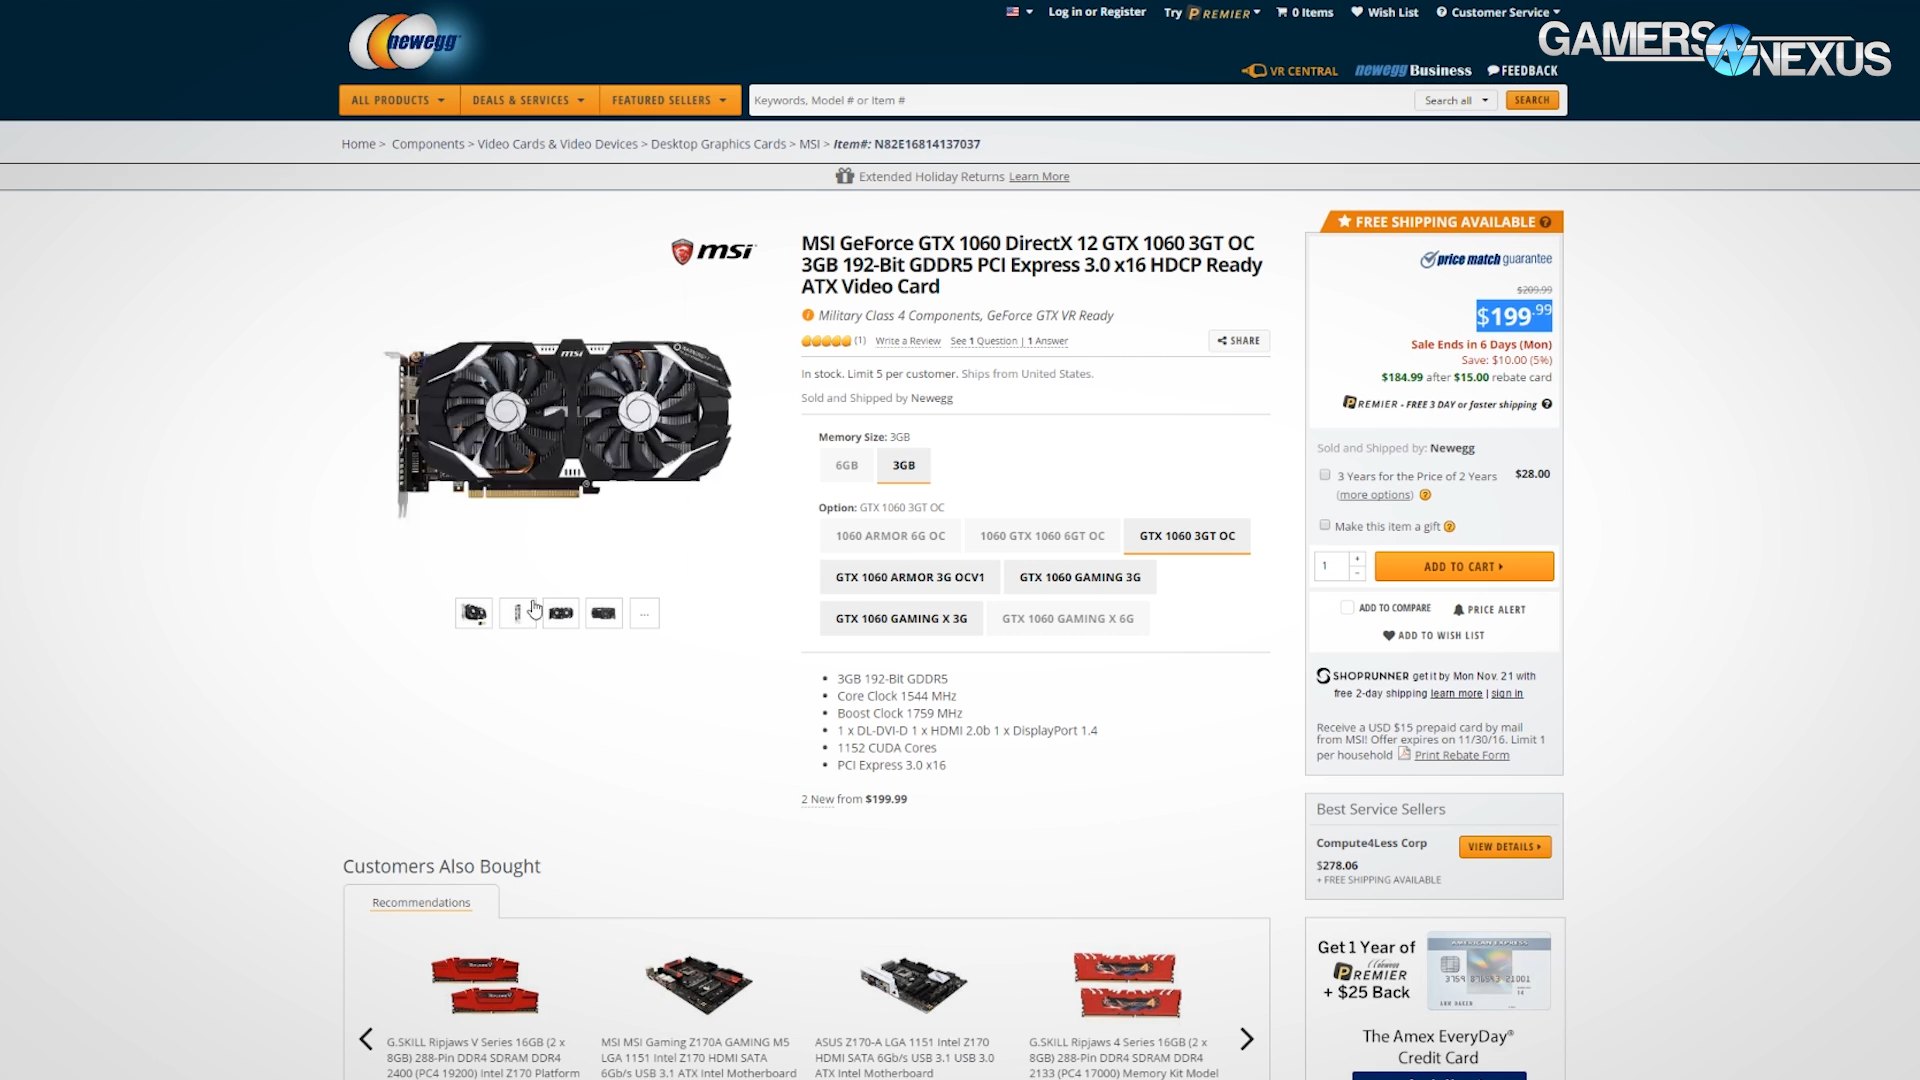 Log in or Register
Try PREMIER
0 Items
Wish List
Customer Service
GAMERS NEXUS
newegg
VR CENTRAL
newegg Business
FEEDBACK
ALL PRODUCTS
DEALS & SERVICES
FEATURED SELLERS
Keywords, Model # or Item #
Search all
SEARCH
Home > Components > Video Cards & Video Devices > Desktop Graphics Cards > MSI > Item#: N82E16814137037
Extended Holiday Returns Learn More
msi
MSI GeForce GTX 1060 DirectX 12 GTX 1060 3GT OC
3GB 192-Bit GDDR5 PCI Express 3.0 x16 HDCP Ready
ATX Video Card
Military Class 4 Components, GeForce GTX VR Ready
(1) Write a Review See 1 Question | 1 Answer
SHARE
In stock. Limit 5 per customer. Ships from United States.
Sold and Shipped by Newegg
Memory Size: 3GB
6GB
3GB
Option: GTX 1060 3GT OC
1060 ARMOR 6G OC
1060 GTX 1060 6GT OC
GTX 1060 3GT OC
GTX 1060 ARMOR 3G OCV1
GTX 1060 GAMING 3G
GTX 1060 GAMING X 3G
GTX 1060 GAMING X 6G
• 3GB 192-Bit GDDR5
• Core Clock 1544 MHz
• Boost Clock 1759 MHz
• 1 x DL-DVI-D 1 x HDMI 2.0b 1 x DisplayPort 1.4
• 1152 CUDA Cores
• PCI Express 3.0 x16
2 New from $199.99
msi
...
FREE SHIPPING AVAILABLE
price match guarantee
$209.99
$199.99
Sale Ends in 6 Days (Mon)
Save: $10.00 (5%)
$184.99 after $15.00 rebate card
PREMIER - FREE 3 DAY or faster shipping
Sold and Shipped by: Newegg
3 Years for the Price of 2 Years $28.00
(more options)
Make this item a gift
1
ADD TO CART
ADD TO COMPARE
PRICE ALERT
ADD TO WISH LIST
SHOPRUNNER get it by Mon Nov. 21 with
free 2-day shipping learn more | sign in
Receive a USD $15 prepaid card by mail
from MSI! Offer expires on 11/30/16. Limit 1
per household Print Rebate Form
Best Service Sellers
Compute4Less Corp
$278.06
+ FREE SHIPPING AVAILABLE
VIEW DETAILS
Customers Also Bought
Recommendations
G.SKILL Ripjaws V Series 16GB (2 x
8GB) 288-Pin DDR4 SDRAM DDR4
2400 (PC4 19200) Intel Z170 Platform
MSI MSI Gaming Z170A GAMING M5
LGA 1151 Intel Z170 HDMI SATA
6Gb/s USB 3.1 ATX Intel Motherboard
ASUS Z170-A LGA 1151 Intel Z170
HDMI SATA 6Gb/s USB 3.1 USB 3.0
ATX Intel Motherboard
G.SKILL Ripjaws 4 Series 16GB (2 x
8GB) 288-Pin DDR4 SDRAM DDR4
2133 (PC4 17000) Memory Kit Model
Get 1 Year of
newegg
PREMIER
+ $25 Back
AMERICAN EXPRESS
The Amex EveryDay®
Credit Card